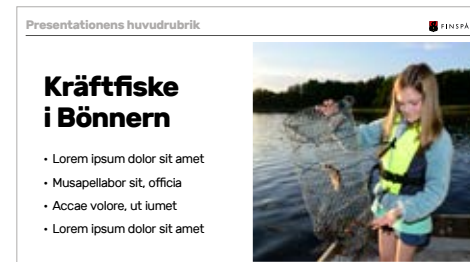 Presentationens huvudrubrik
FINSPÅ
Kräftfiske
i Bönnern
• Lorem ipsum dolor sit amet
• Musapellabor sit, officia
• Accae volore, ut iumet
• Lorem ipsum dolor sit amet